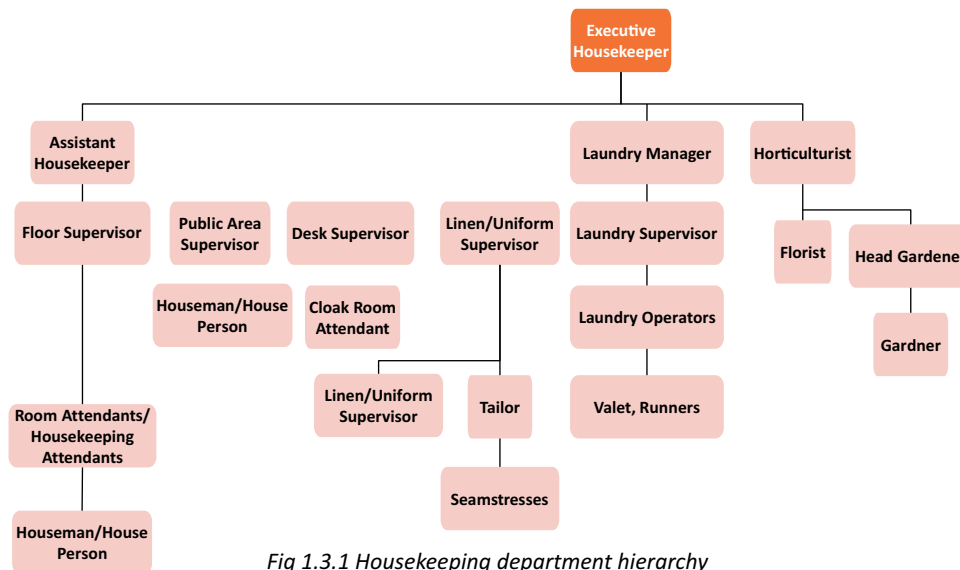 Executive
Housekeeper
Assistant
Housekeeper
Laundry Manager
Horticulturist
Floor Supervisor
Public Area
Supervisor
Desk Supervisor
Linen/Uniform
Supervisor
Laundry Supervisor
Florist
Head Gardener
Houseman/House
Person
Cloak Room
Attendant
Laundry Operators
Gardner
Linen/Uniform
Supervisor
Tailor
Valet, Runners
Room Attendants/
Housekeeping
Attendants
Seamstresses
Houseman/House
Person
Fig 1.3.1 Housekeeping department hierarchy